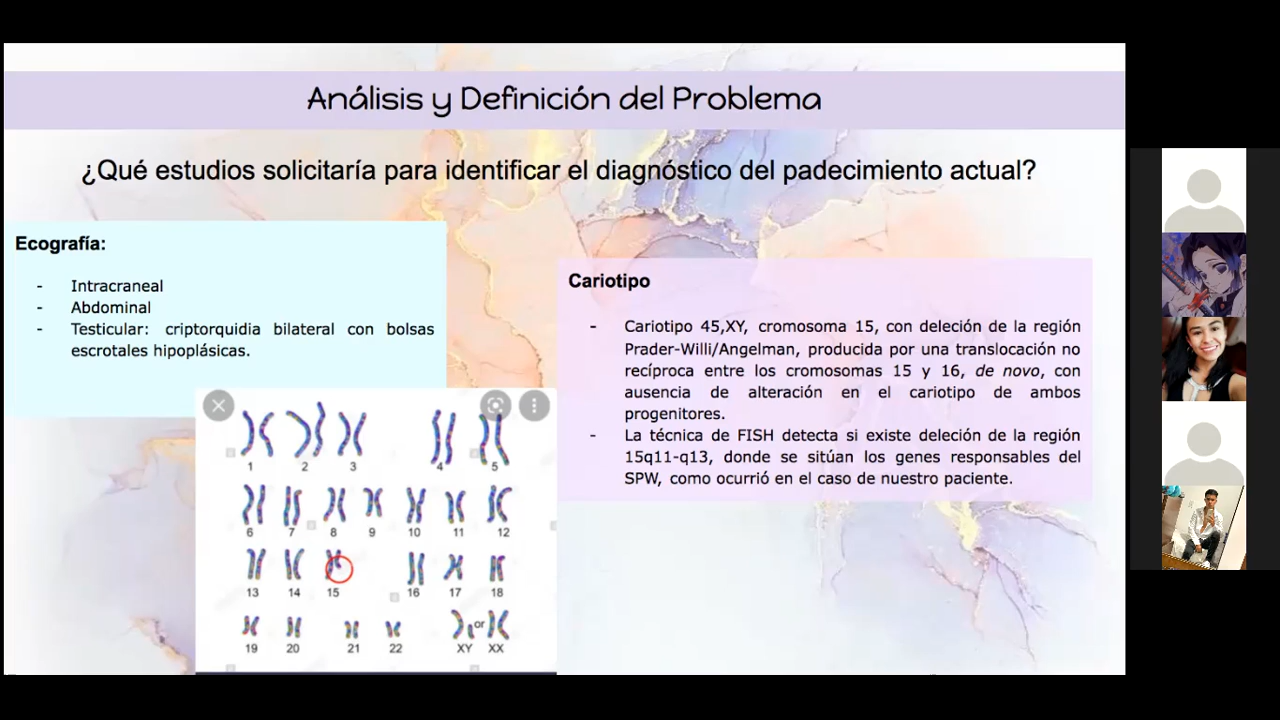 Análisis y Definición del Problema
¿Qué estudios solicitaría para identificar el diagnóstico del padecimiento actual?
Ecografía:
- Intracraneal
- Abdominal
- Testicular: criptorquidia bilateral con bolsas
escrotales hipoplásicas.
Cariotipo
- Cariotipo 45,XY, cromosoma 15, con deleción de la región
Prader-Willi/Angelman, producida por una translocación no
recíproca entre los cromosomas 15 y 16, de novo, con
ausencia de alteración en el cariotipo de ambos
progenitores.
- La técnica de FISH detecta si existe deleción de la región
15q11-q13, donde se sitúan los genes responsables del
SPW, como ocurrió en el caso de nuestro paciente.
1 2 3 4 5
6 7 8 9 10 11 12
13 14 15 16 17 18
or
19 20 21 22 XY XX